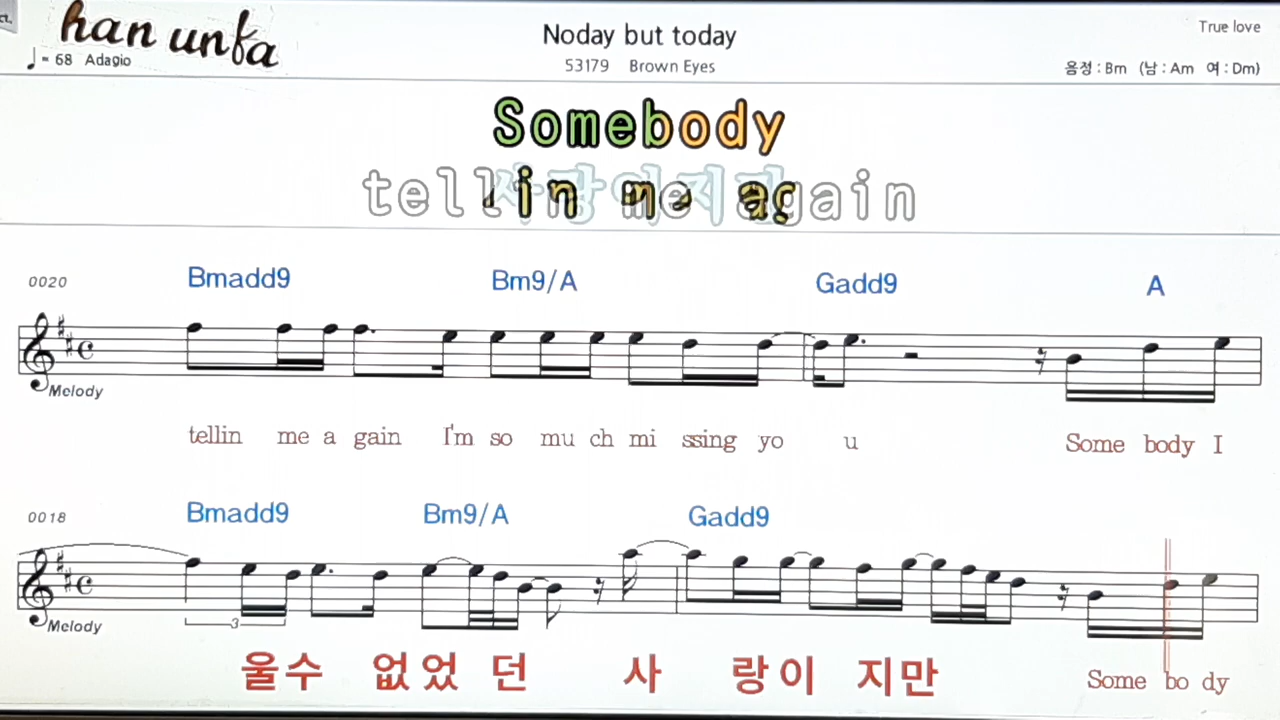 ct.
han unfa
Noday but today
True love
♩ = 68 Adagio
53179 Brown Eyes
음정 : Bm (남 : Am 여 : Dm)
Somebody
tellin me again
0020 Bmadd9 Bm9/A Gadd9 A
Melody
tellin me a gain I'm so mu ch mi ssing yo u Some body I
0018 Bmadd9 Bm9/A Gadd9
3
Melody
울수 없었 던 사 랑이 지만 Some bo dy